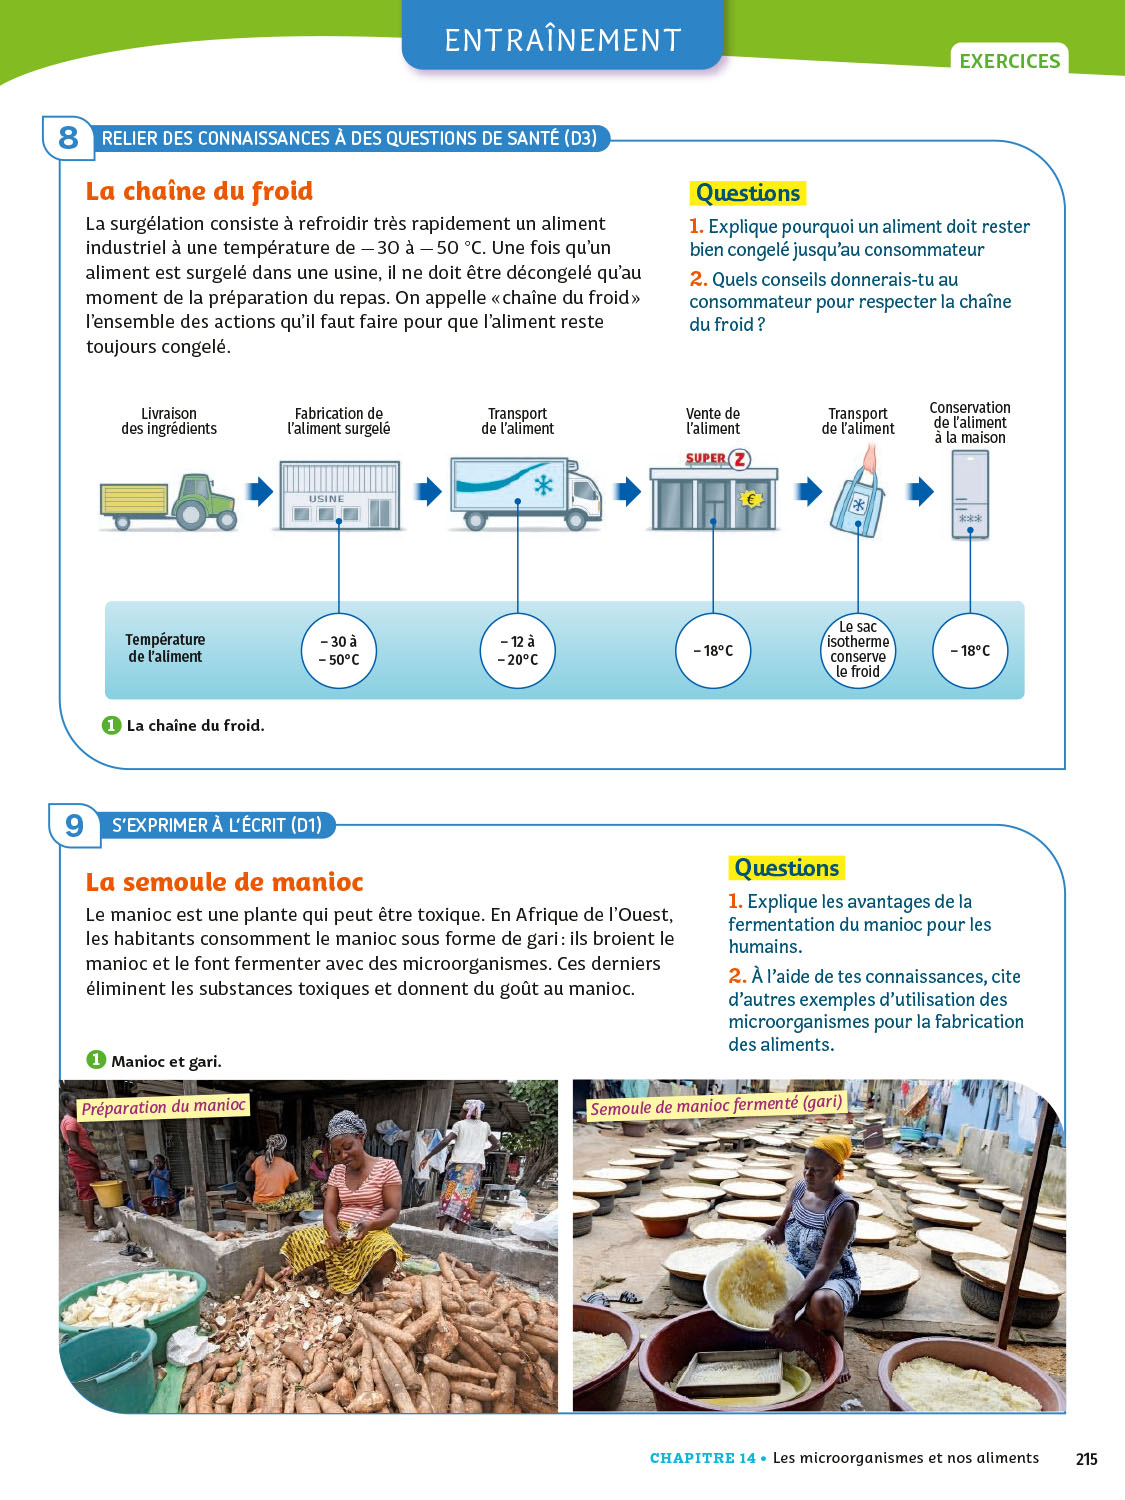 ENTRAÎNEMENT
EXERCICES
8 RELIER DES CONNAISSANCES À DES QUESTIONS DE SANTÉ (D3)
La chaîne du froid
La surgélation consiste à refroidir très rapidement un aliment
industriel à une température de – 30 à – 50 °C. Une fois qu’un
aliment est surgelé dans une usine, il ne doit être décongelé qu’au
moment de la préparation du repas. On appelle « chaîne du froid »
l’ensemble des actions qu’il faut faire pour que l’aliment reste
toujours congelé.
Questions
1. Explique pourquoi un aliment doit rester
bien congelé jusqu’au consommateur
2. Quels conseils donnerais-tu au
consommateur pour respecter la chaîne
du froid ?
Livraison
des ingrédients
Fabrication de
l’aliment surgelé
Transport
de l’aliment
Vente de
l’aliment
Transport
de l’aliment
Conservation
de l’aliment
à la maison
USINE
SUPER Z
€
***
Température
de l’aliment
– 30 à
– 50°C
– 12 à
– 20°C
– 18°C
Le sac
isotherme
conserve
le froid
– 18°C
1 La chaîne du froid.
9 S’EXPRIMER À L’ÉCRIT (D1)
La semoule de manioc
Le manioc est une plante qui peut être toxique. En Afrique de l’Ouest,
les habitants consomment le manioc sous forme de gari : ils broient le
manioc et le font fermenter avec des microorganismes. Ces derniers
éliminent les substances toxiques et donnent du goût au manioc.
Questions
1. Explique les avantages de la
fermentation du manioc pour les
humains.
2. À l’aide de tes connaissances, cite
d’autres exemples d’utilisation des
microorganismes pour la fabrication
des aliments.
1 Manioc et gari.
Préparation du manioc
Semoule de manioc fermenté (gari)
CHAPITRE 14 • Les microorganismes et nos aliments 215